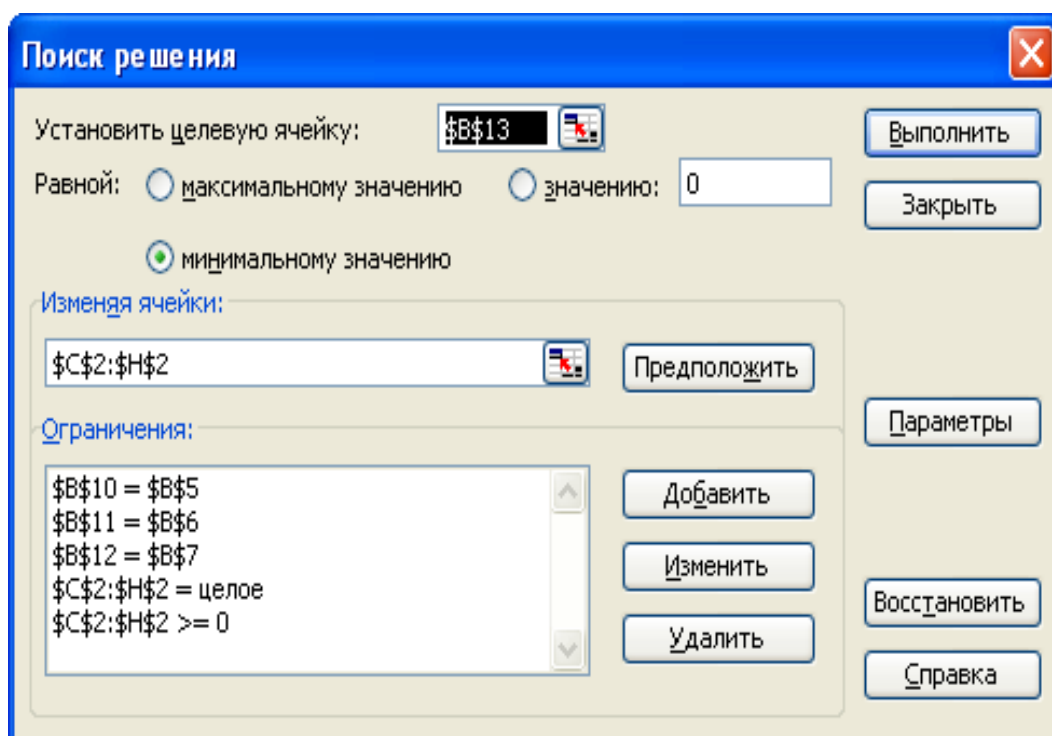 Поиск решения
Установить целевую ячейку: $B$13
Выполнить
Равной: максимальному значению значению: 0
Закрыть
минимальному значению
Изменяя ячейки:
$C$2:$H$2
Предположить
Параметры
Ограничения:
$B$10 = $B$5
$B$11 = $B$6
$B$12 = $B$7
$C$2:$H$2 = целое
$C$2:$H$2 >= 0
Добавить
Изменить
Удалить
Восстановить
Справка